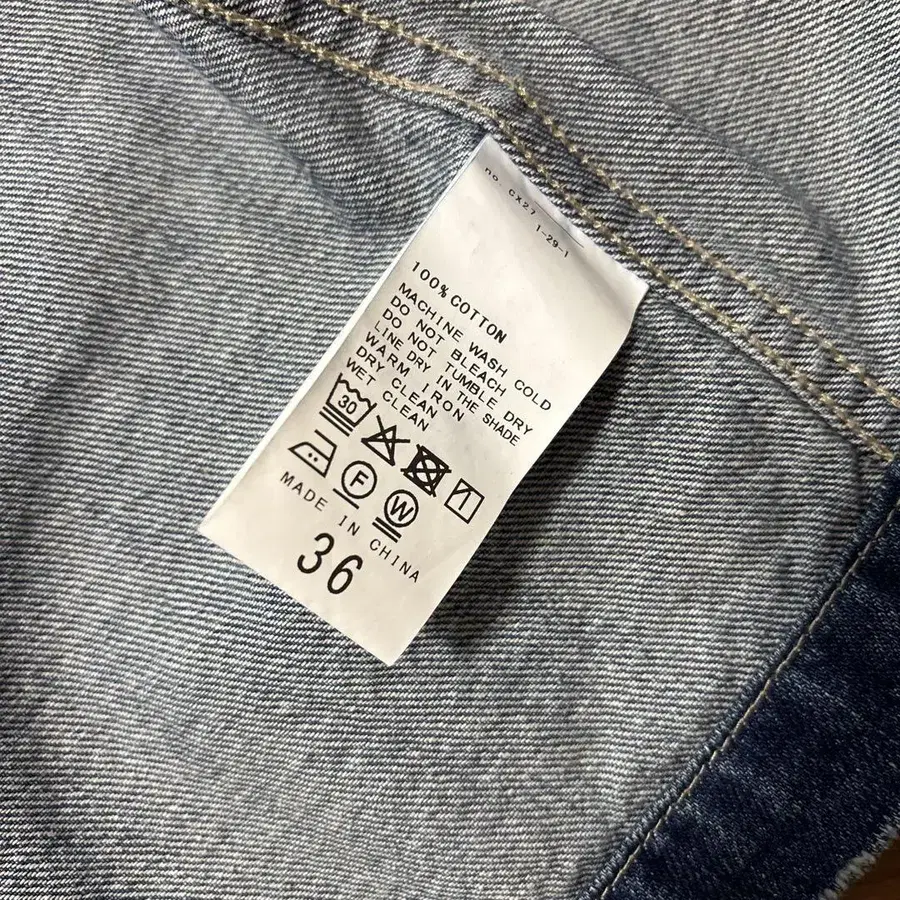 no. CX27 1-29-1
100% COTTON
MACHINE WASH COLD
DO NOT BLEACH
DO NOT TUMBLE DRY
LINE DRY IN THE SHADE
WARM IRON
DRY CLEAN
WET CLEAN
30
F
W
MADE IN CHINA
36